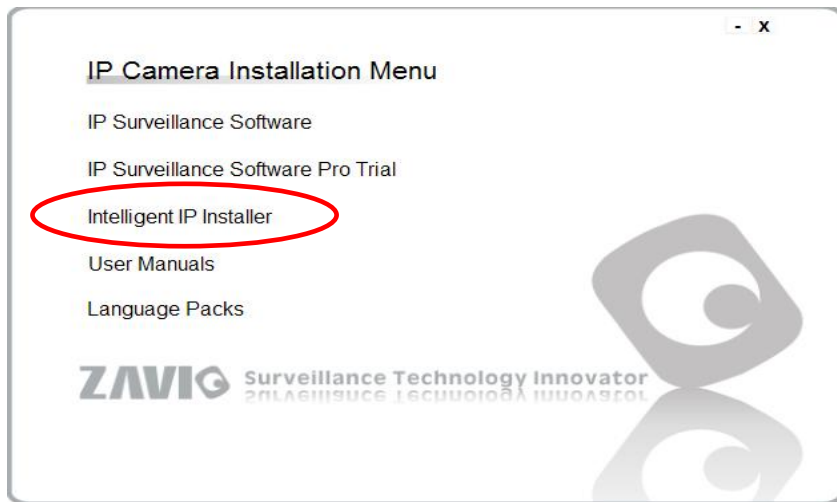 - X
IP Camera Installation Menu
IP Surveillance Software
IP Surveillance Software Pro Trial
Intelligent IP Installer
User Manuals
Language Packs
ZAVIO Surveillance Technology Innovator